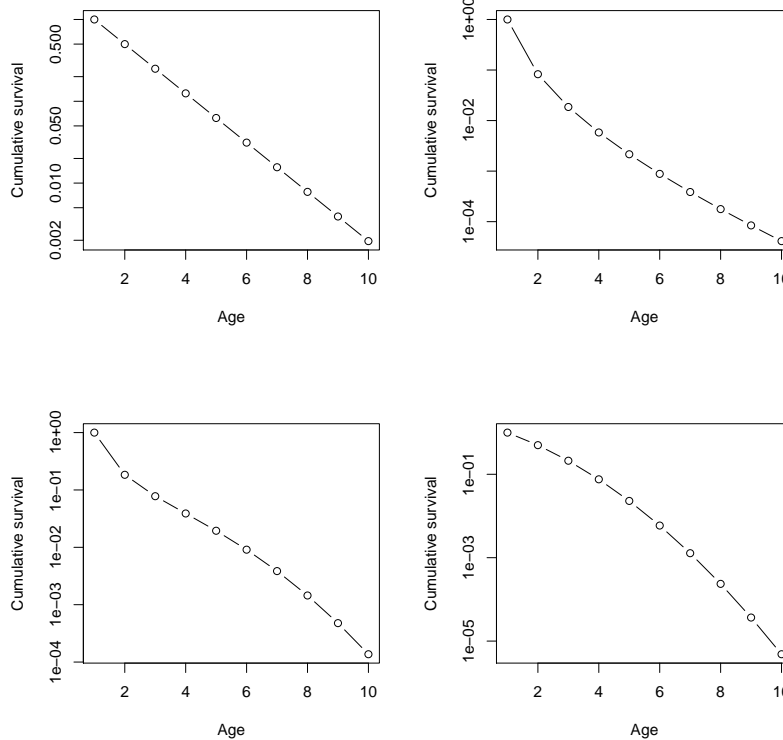 Cumulative survival
0.500
0.050
0.010
0.002
2 4 6 8 10
Age
Cumulative survival
1e+00
1e−02
1e−04
2 4 6 8 10
Age
Cumulative survival
1e+00
1e−01
1e−02
1e−03
1e−04
2 4 6 8 10
Age
Cumulative survival
1e−01
1e−03
1e−05
2 4 6 8 10
Age